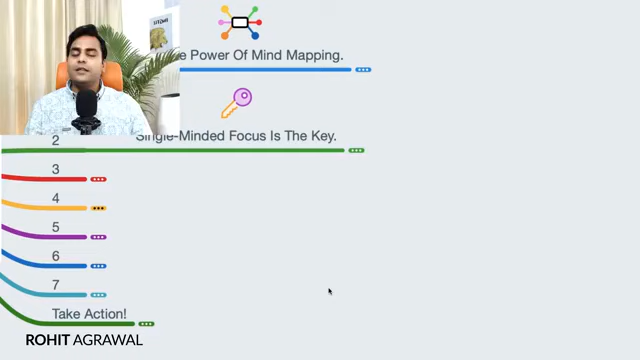 Power Of Mind Mapping.
2
Single-Minded Focus Is The Key.
3
4
5
6
7
Take Action!
ROHIT AGRAWAL